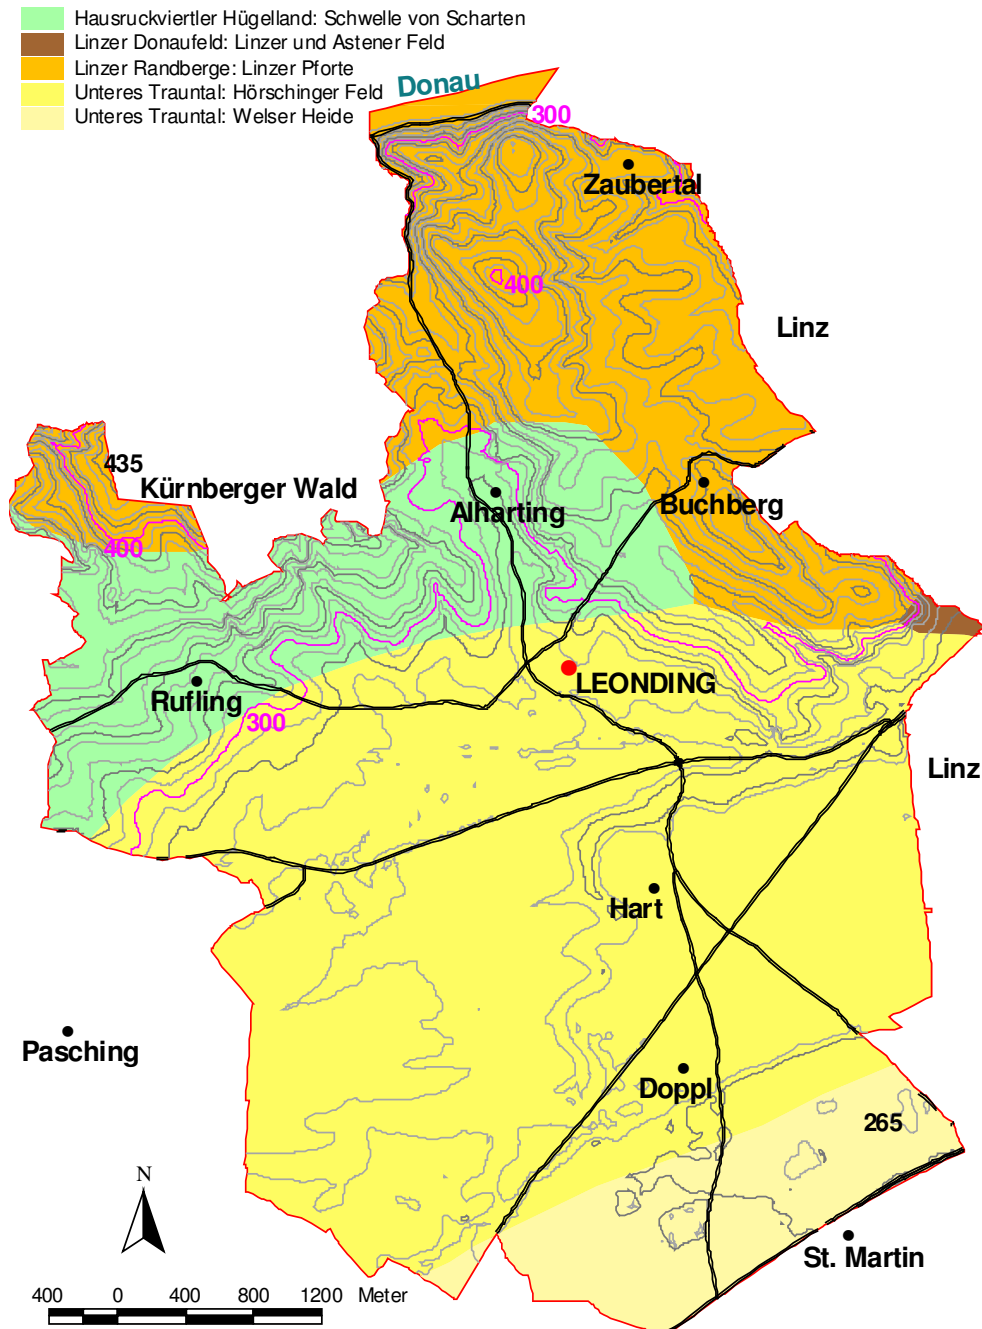 Hausruckviertler Hügelland: Schwelle von Scharten
Linzer Donaufeld: Linzer und Astener Feld
Linzer Randberge: Linzer Pforte
Unteres Trauntal: Hörschinger Feld
Unteres Trauntal: Welser Heide
Donau
300
Zaubertal
400
Linz
435
Kürnberger Wald
Alharting
Buchberg
400
LEONDING
Rufling
300
Linz
Hart
Pasching
Doppl
265
N
St. Martin
400 0 400 800 1200 Meter